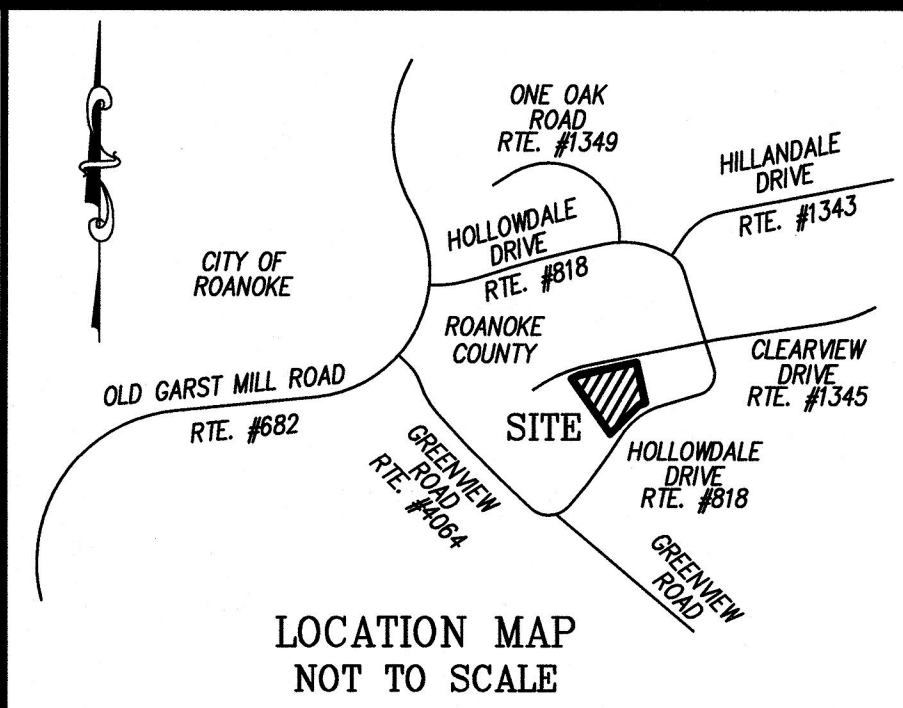 ONE OAK
ROAD
RTE. #1349
HILLANDALE
DRIVE
RTE. #1343
HOLLOWDALE
DRIVE
RTE. #818
CITY OF
ROANOKE
ROANOKE
COUNTY
CLEARVIEW
DRIVE
RTE. #1345
OLD GARST MILL ROAD
RTE. #682
SITE
GREENVIEW
ROAD
RTE. #4064
HOLLOWDALE
DRIVE
RTE. #818
GREENVIEW
ROAD
LOCATION MAP
NOT TO SCALE